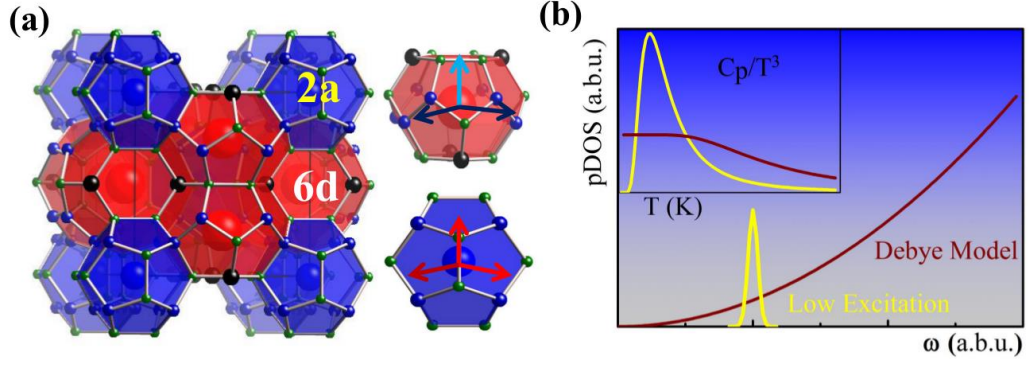 (a)
2a
6d
(b)
pDOS (a.b.u.)
Cp/T³
T (K)
Debye Model
Low Excitation
ω (a.b.u.)